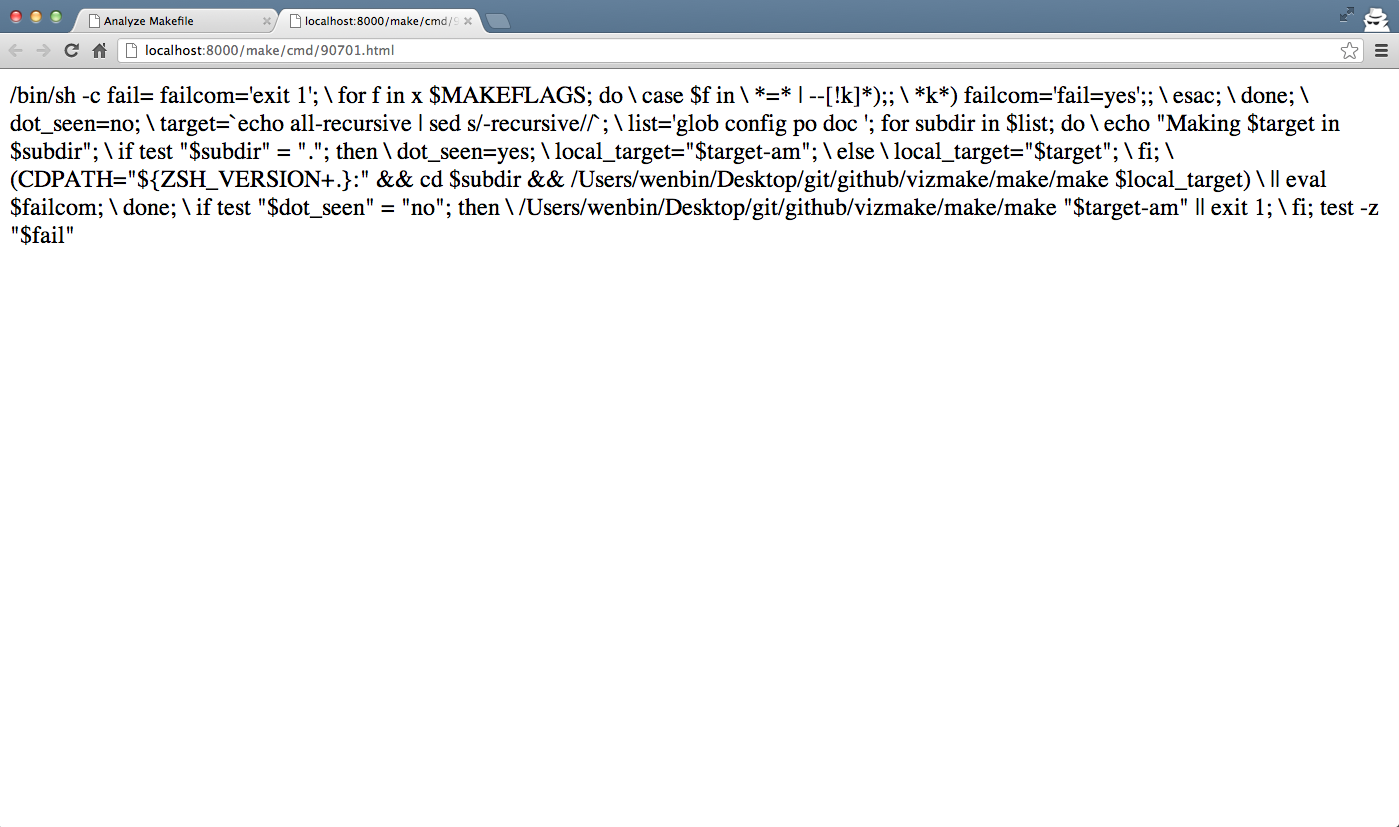 Analyze Makefile
localhost:8000/make/cmd/9
localhost:8000/make/cmd/90701.html
/bin/sh -c fail= failcom='exit 1'; \ for f in x $MAKEFLAGS; do \ case $f in \ *=* | --[!k]*);; \ *k*) failcom='fail=yes';; \ esac; \ done; \
dot_seen=no; \ target=`echo all-recursive | sed s/-recursive//`; \ list='glob config po doc '; for subdir in $list; do \ echo "Making $target in
$subdir"; \ if test "$subdir" = "."; then \ dot_seen=yes; \ local_target="$target-am"; \ else \ local_target="$target"; \ fi; \
(CDPATH="${ZSH_VERSION+.}:" && cd $subdir && /Users/wenbin/Desktop/git/github/vizmake/make/make $local_target) \ || eval
$failcom; \ done; \ if test "$dot_seen" = "no"; then \ /Users/wenbin/Desktop/git/github/vizmake/make/make "$target-am" || exit 1; \ fi; test -z
"$fail"